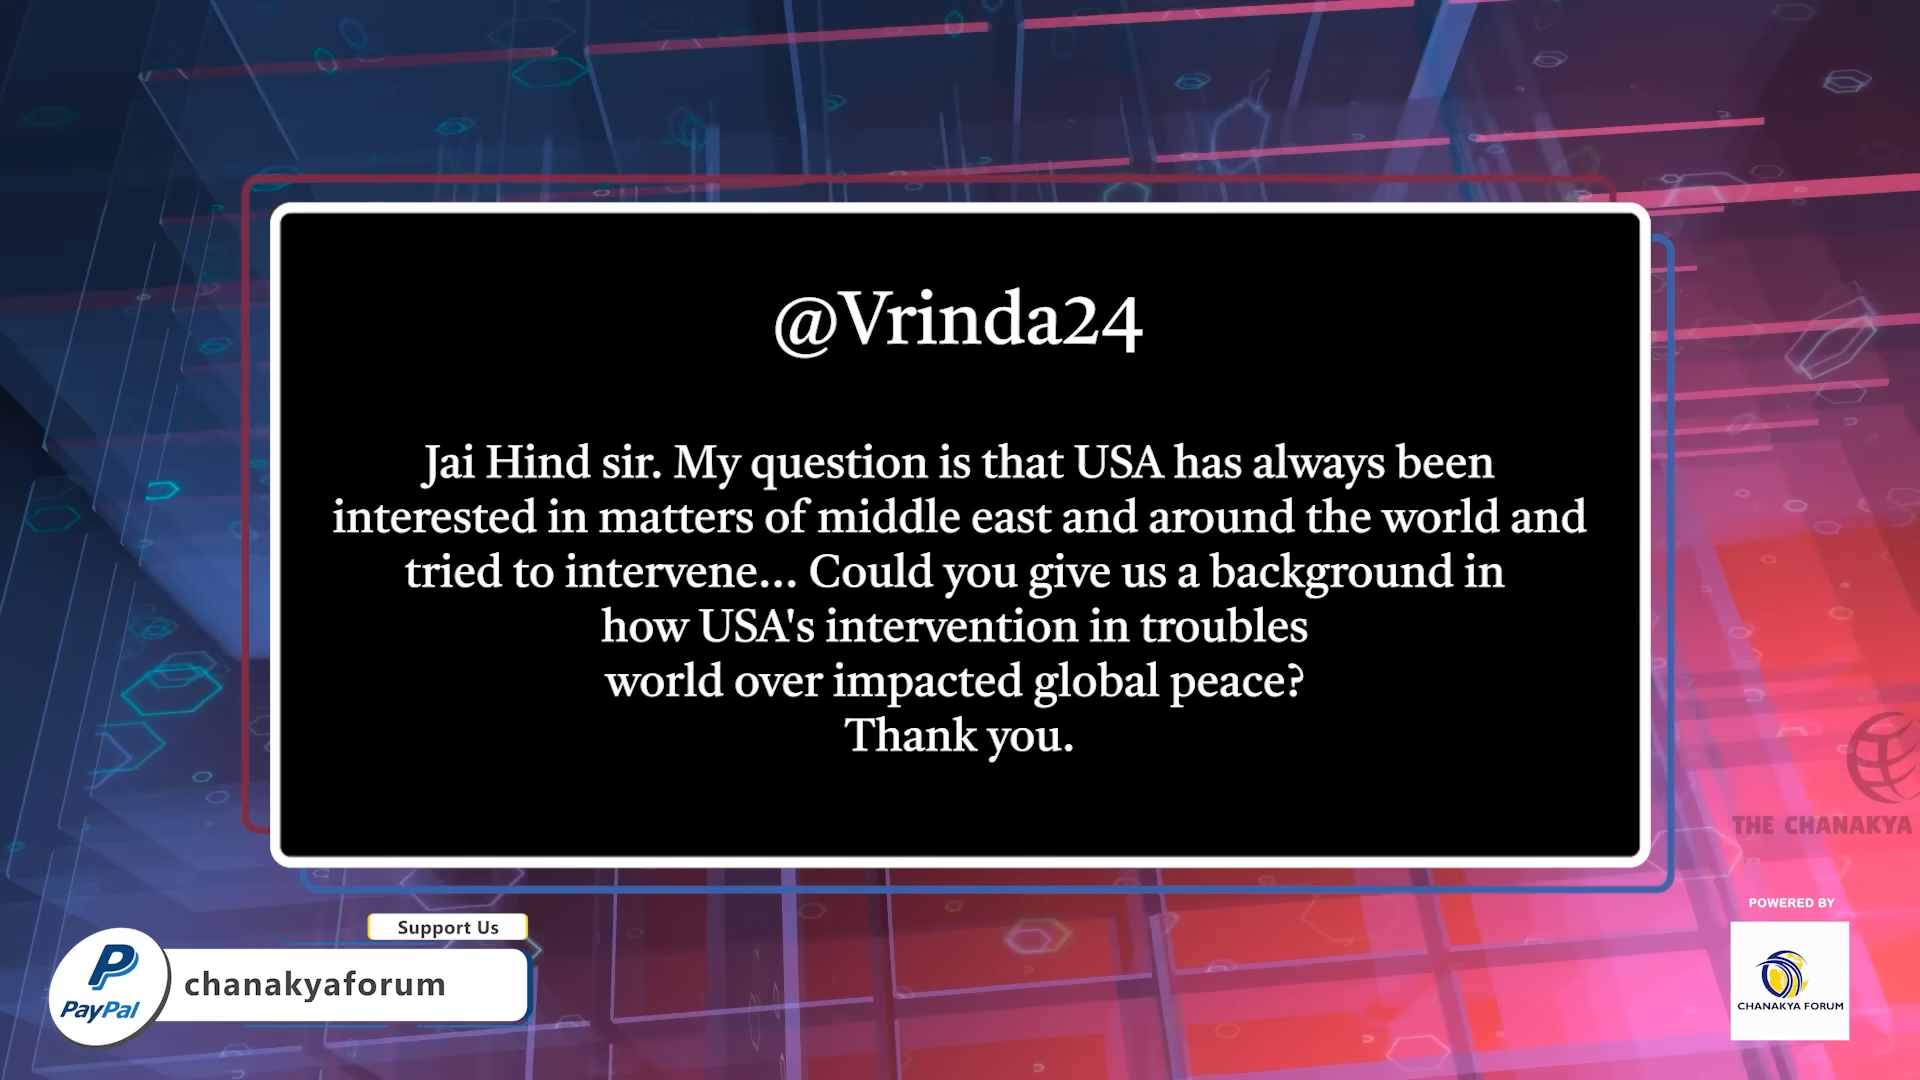 @Vrinda24
Jai Hind sir. My question is that USA has always been
interested in matters of middle east and around the world and
tried to intervene... Could you give us a background in
how USA's intervention in troubles
world over impacted global peace?
Thank you.
THE CHANAKYA
POWERED BY
CHANAKYA FORUM
Support Us
PayPal
chanakyaforum